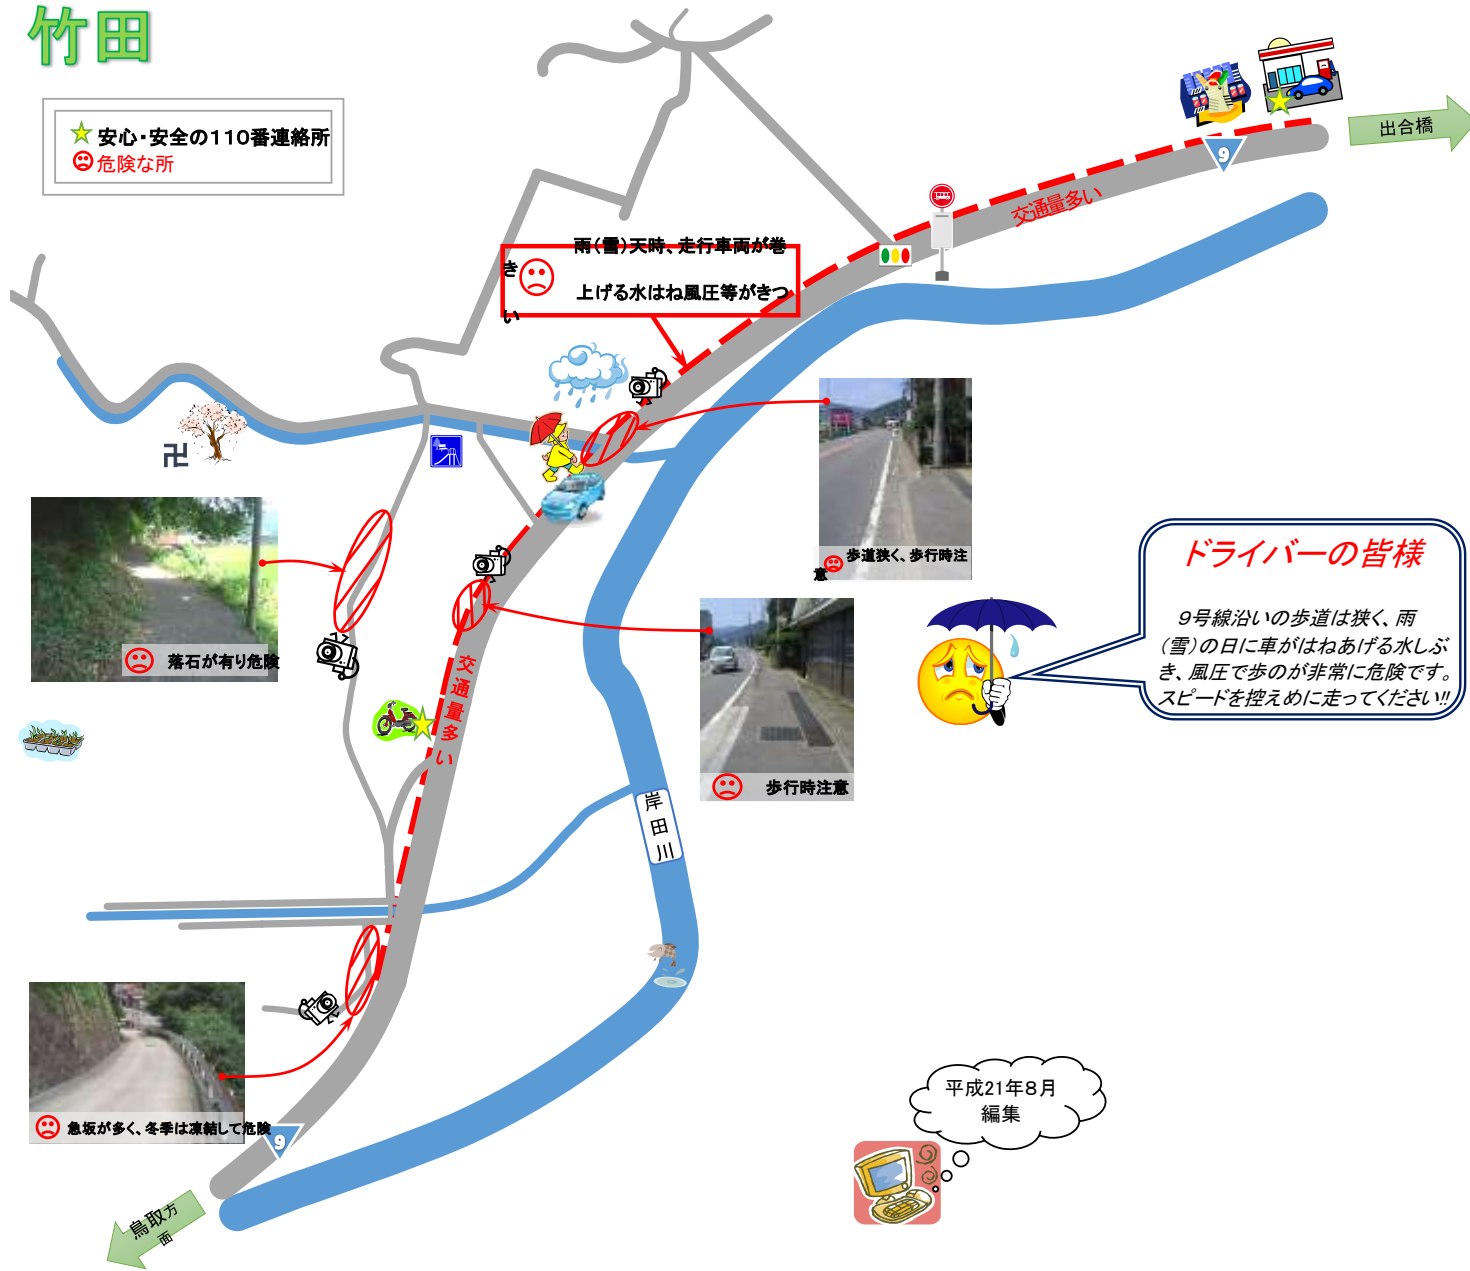 竹田
安心・安全の110番連絡所
危険な所
出合橋
9
交通量多い
雨(雪)天時、走行車両が巻
き
上げる水はね風圧等がきつ
い
卍
歩道狭く、歩行時注
意
落石が有り危険
ドライバーの皆様
9号線沿いの歩道は狭く、雨
(雪)の日に車がはねあげる水しぶ
き、風圧で歩のが非常に危険です。
スピードを控えめに走ってください!!
交通量多い
歩行時注意
岸田川
急坂が多く、冬季は凍結して危険
9
鳥取方
面
平成21年8月
編集